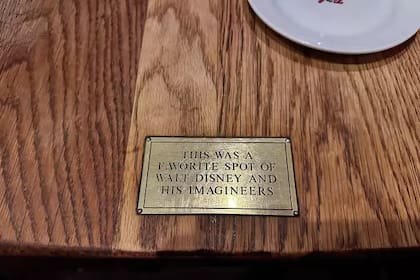 THIS WAS A
FAVORITE SPOT OF
WALT DISNEY AND
HIS IMAGINEERS